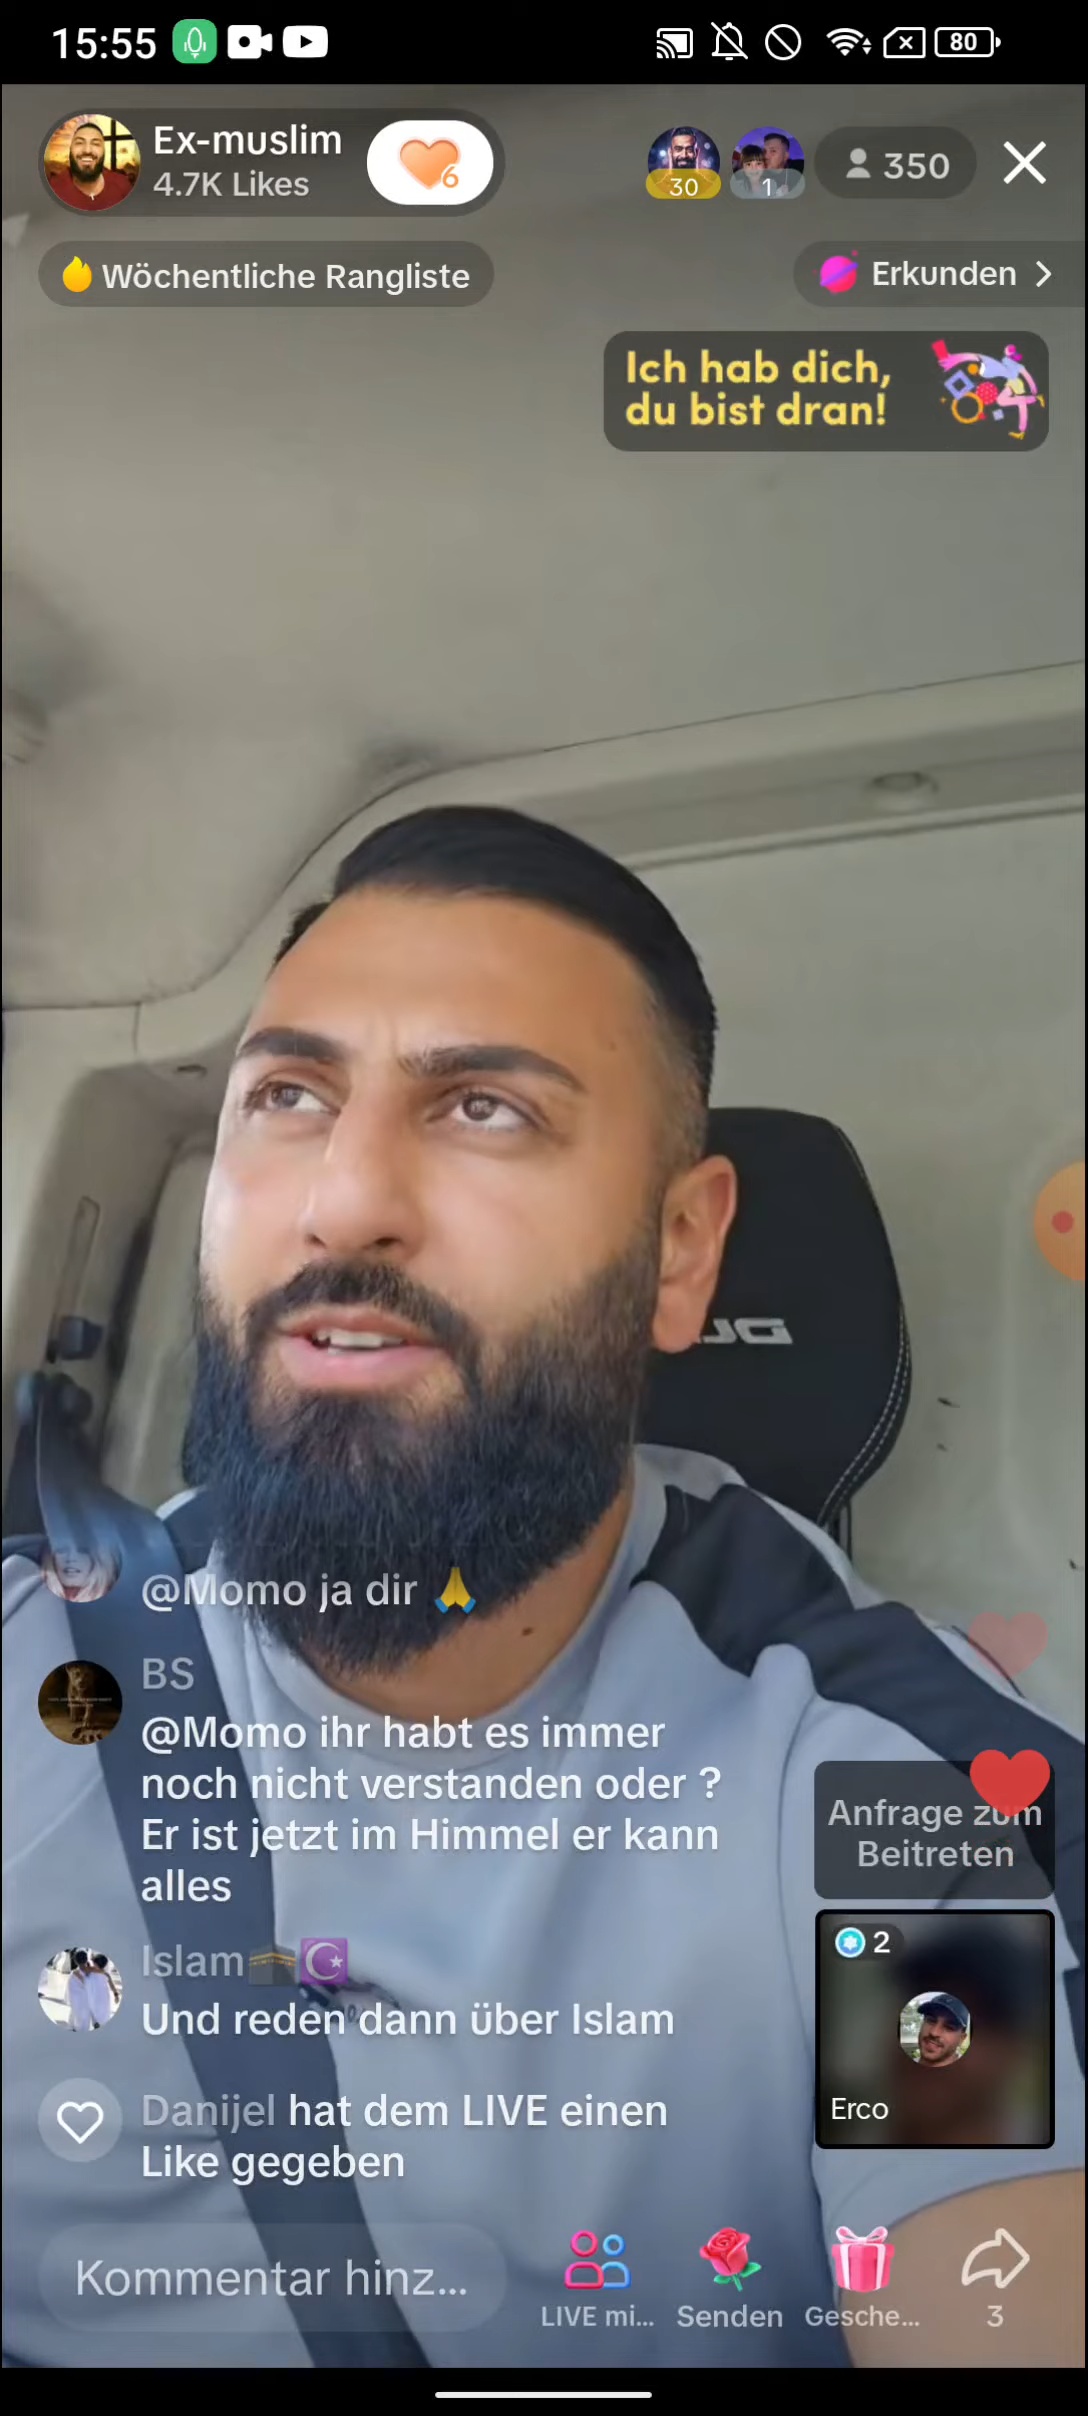 15:55
80
Ex-muslim
4.7K Likes
6
30
1
350
Wöchentliche Rangliste
Erkunden
Ich hab dich,
du bist dran!
@Momo ja dir 🙏
BS
@Momo ihr habt es immer
noch nicht verstanden oder ?
Er ist jetzt im Himmel er kann
alles
Islam🕋☪️
Und reden dann über Islam
Danijel hat dem LIVE einen
Like gegeben
Anfrage zum
Beitreten
2
Erco
Kommentar hinz...
LIVE mi...
Senden
Gesche...
3